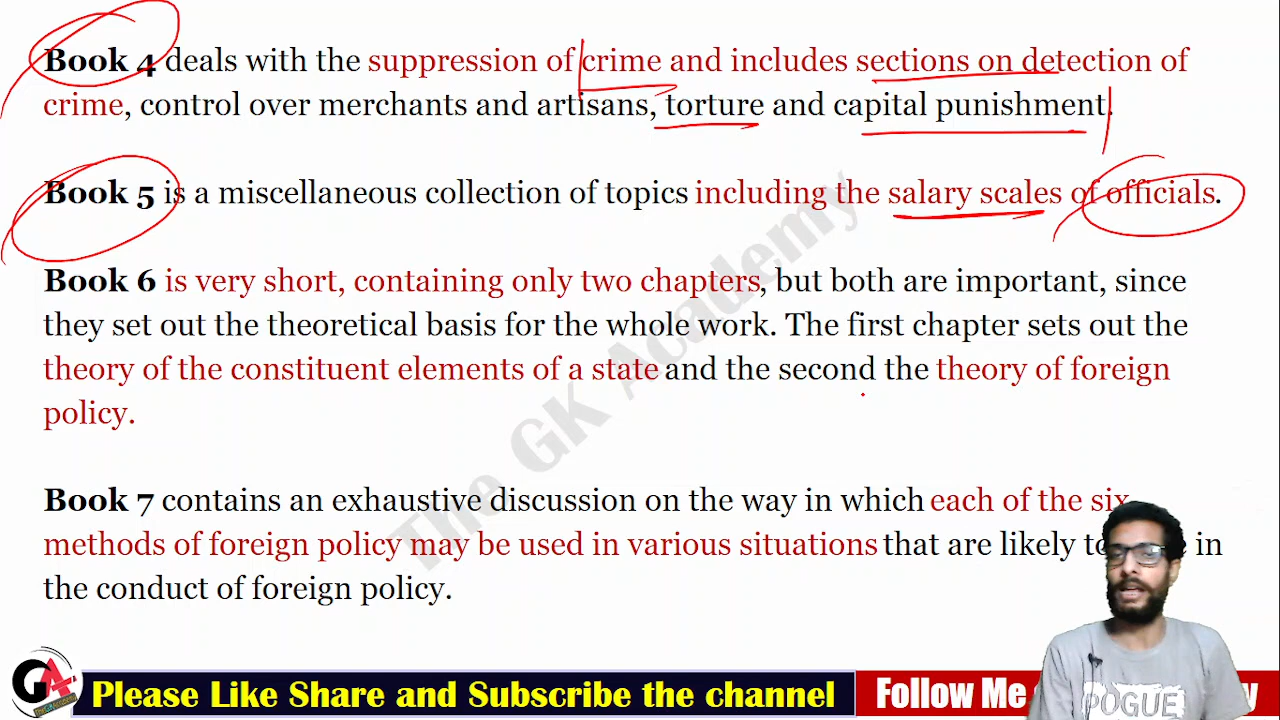 Book 4 deals with the suppression of crime and includes sections on detection of
crime, control over merchants and artisans, torture and capital punishment.
Book 5 is a miscellaneous collection of topics including the salary scales of officials.
Book 6 is very short, containing only two chapters, but both are important, since
they set out the theoretical basis for the whole work. The first chapter sets out the
theory of the constituent elements of a state and the second the theory of foreign
policy.
Book 7 contains an exhaustive discussion on the way in which each of the six
methods of foreign policy may be used in various situations that are likely in
the conduct of foreign policy.
The GK Academy
GA
Please Like Share and Subscribe the channel
Follow Me
POGUE